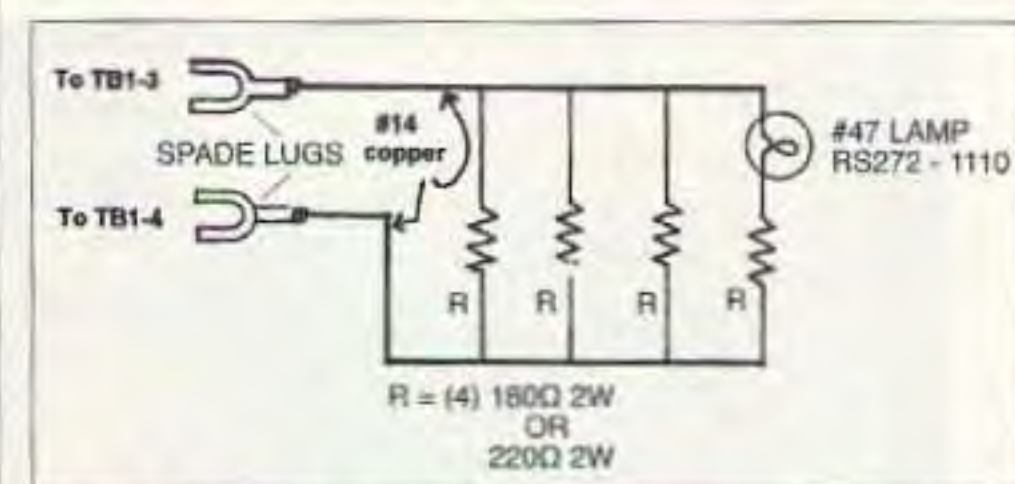 To TB1-3
#14
SPADE LUGS copper
#47 LAMP
RS272 - 1110
To TB1-4
R R R R
R = (4) 180Ω 2W
OR
220Ω 2W